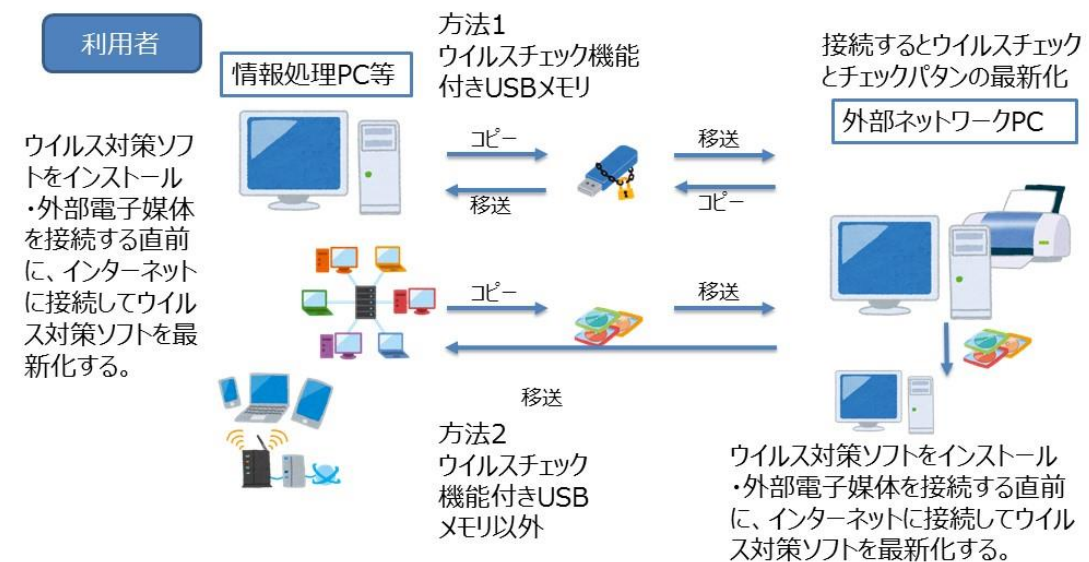 利用者
情報処理PC等
方法1
ウイルスチェック機能
付きUSBメモリ
接続するとウイルスチェック
とチェックパタンの最新化
外部ネットワークPC
ウイルス対策ソフ
トをインストール
・外部電子媒体
を接続する直前
に、インターネット
に接続してウイル
ス対策ソフトを最
新化する。
コピー
移送
移送
コピー
コピー
移送
移送
方法2
ウイルスチェック
機能付きUSB
メモリ以外
ウイルス対策ソフトをインストール
・外部電子媒体を接続する直前
に、インターネットに接続してウイル
ス対策ソフトを最新化する。